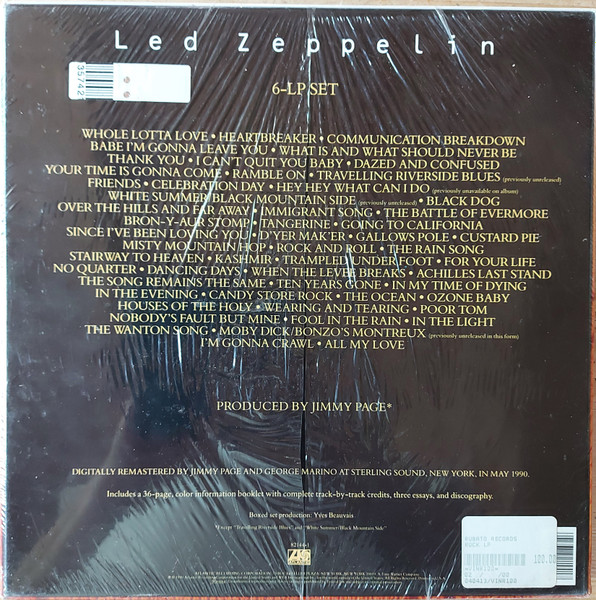 Led Zeppelin
35742
6-LP SET
WHOLE LOTTA LOVE • HEARTBREAKER • COMMUNICATION BREAKDOWN
BABE I'M GONNA LEAVE YOU • WHAT IS AND WHAT SHOULD NEVER BE
THANK YOU • I CAN'T QUIT YOU BABY • DAZED AND CONFUSED
YOUR TIME IS GONNA COME • RAMBLE ON • TRAVELLING RIVERSIDE BLUES (previously unreleased)
FRIENDS • CELEBRATION DAY • HEY HEY WHAT CAN I DO (previously unavailable on album)
WHITE SUMMER/BLACK MOUNTAIN SIDE (previously unreleased) • BLACK DOG
OVER THE HILLS AND FAR AWAY • IMMIGRANT SONG • THE BATTLE OF EVERMORE
BRON-Y-AUR STOMP • TANGERINE • GOING TO CALIFORNIA
SINCE I'VE BEEN LOVING YOU • D'YER MAK'ER • GALLOWS POLE • CUSTARD PIE
MISTY MOUNTAIN HOP • ROCK AND ROLL • THE RAIN SONG
STAIRWAY TO HEAVEN • KASHMIR • TRAMPLED UNDER FOOT • FOR YOUR LIFE
NO QUARTER • DANCING DAYS • WHEN THE LEVEE BREAKS • ACHILLES LAST STAND
THE SONG REMAINS THE SAME • TEN YEARS GONE • IN MY TIME OF DYING
IN THE EVENING • CANDY STORE ROCK • THE OCEAN • OZONE BABY
HOUSES OF THE HOLY • WEARING AND TEARING • POOR TOM
NOBODY'S FAULT BUT MINE • FOOL IN THE RAIN • IN THE LIGHT
THE WANTON SONG • MOBY DICK/BONZO'S MONTREUX (previously unreleased in this form)
I'M GONNA CRAWL • ALL MY LOVE
PRODUCED BY JIMMY PAGE*
DIGITALLY REMASTERED BY JIMMY PAGE AND GEORGE MARINO AT STERLING SOUND, NEW YORK, IN MAY 1990.
Includes a 36-page, color information booklet with complete track-by-track credits, three essays, and discography.
Boxed set production: Yves Beauvais
*Except "Travelling Riverside Blues" and "White Summer/Black Mountain Side"
82144-1
ROCK LP